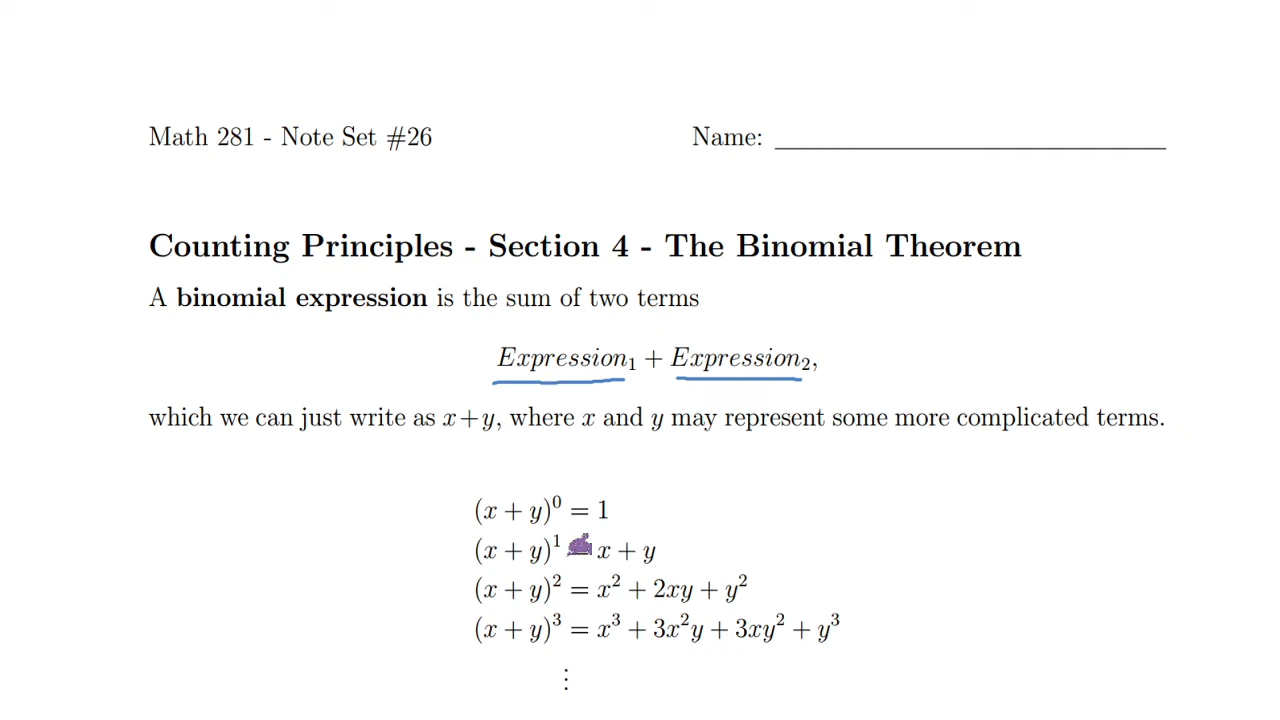 Math 281 - Note Set #26 Name:
Counting Principles - Section 4 - The Binomial Theorem
A binomial expression is the sum of two terms
Expression₁ + Expression₂,
which we can just write as x+y, where x and y may represent some more complicated terms.
(x + y)⁰ = 1
(x + y)¹ x + y
(x + y)² = x² + 2xy + y²
(x + y)³ = x³ + 3x²y + 3xy² + y³
⋮